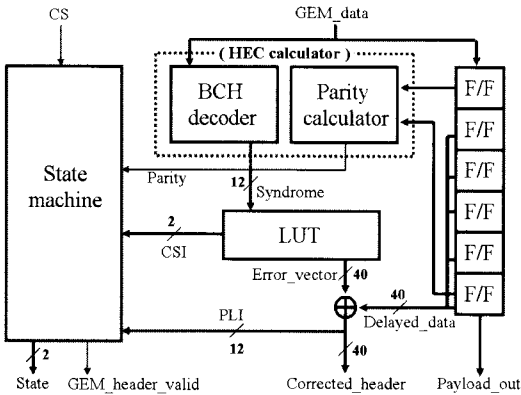 GEM_data
CS
( HEC calculator )
BCH
decoder
Parity
calculator
F/F
F/F
F/F
F/F
F/F
F/F
State
machine
Parity
12
Syndrome
2
CSI
LUT
Error_vector
40
40
Delayed_data
PLI
12
40
2
State
GEM_header_valid
Corrected_header
Payload_out